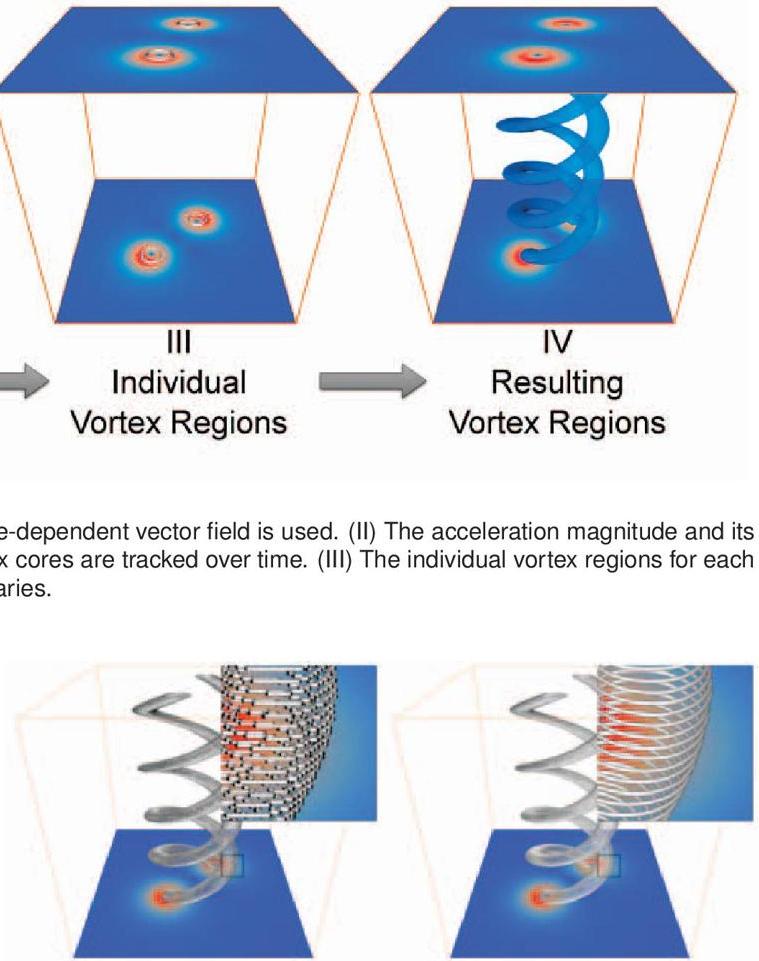 III
Individual
Vortex Regions
IV
Resulting
Vortex Regions
e-dependent vector field is used. (II) The acceleration magnitude and its
x cores are tracked over time. (III) The individual vortex regions for each
aries.